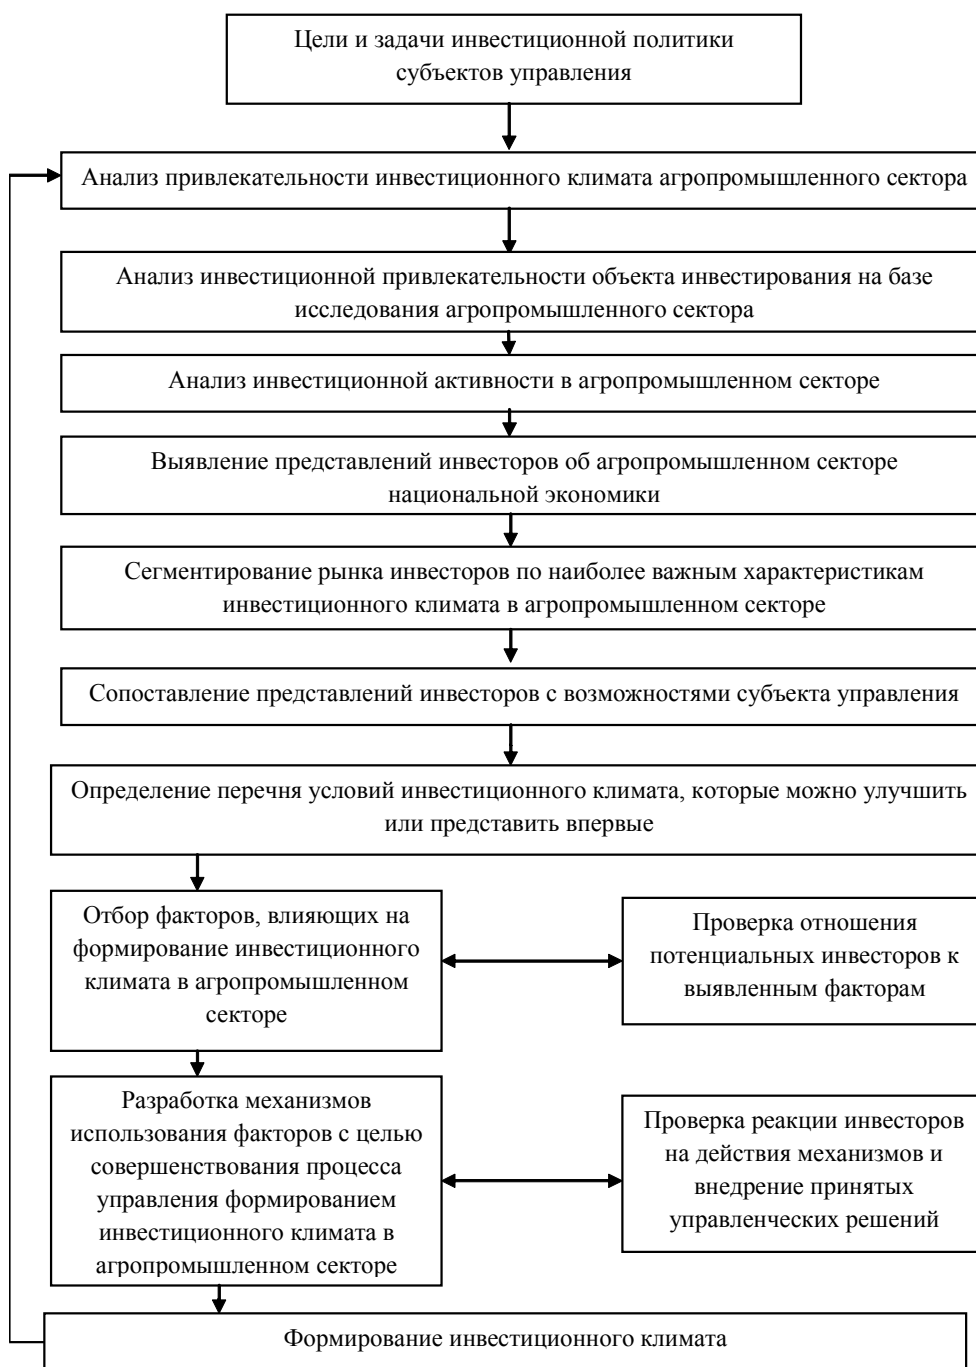 Цели и задачи инвестиционной политики
субъектов управления
Анализ привлекательности инвестиционного климата агропромышленного сектора
Анализ инвестиционной привлекательности объекта инвестирования на базе
исследования агропромышленного сектора
Анализ инвестиционной активности в агропромышленном секторе
Выявление представлений инвесторов об агропромышленном секторе
национальной экономики
Сегментирование рынка инвесторов по наиболее важным характеристикам
инвестиционного климата в агропромышленном секторе
Сопоставление представлений инвесторов с возможностями субъекта управления
Определение перечня условий инвестиционного климата, которые можно улучшить
или представить впервые
Отбор факторов, влияющих на
формирование инвестиционного
климата в агропромышленном
секторе
Проверка отношения
потенциальных инвесторов к
выявленным факторам
Разработка механизмов
использования факторов с целью
совершенствования процесса
управления формированием
инвестиционного климата в
агропромышленном секторе
Проверка реакции инвесторов
на действия механизмов и
внедрение принятых
управленческих решений
Формирование инвестиционного климата